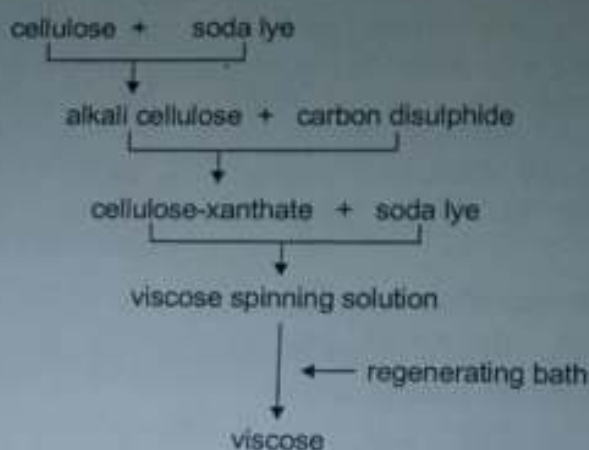 cellulose + soda lye
alkali cellulose + carbon disulphide
cellulose-xanthate + soda lye
viscose spinning solution
regenerating bath
viscose